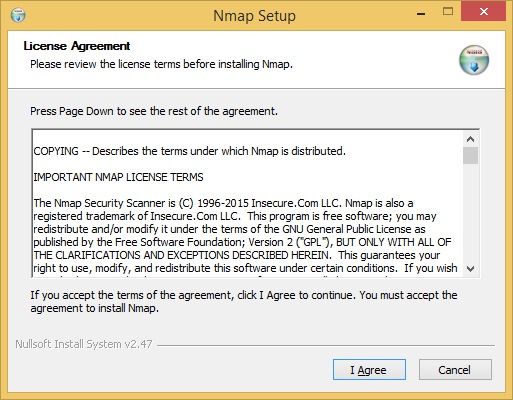 Nmap Setup
License Agreement
Please review the license terms before installing Nmap.
Press Page Down to see the rest of the agreement.
COPYING -- Describes the terms under which Nmap is distributed.
IMPORTANT NMAP LICENSE TERMS
The Nmap Security Scanner is (C) 1996-2015 Insecure.Com LLC. Nmap is also a
registered trademark of Insecure.Com LLC.  This program is free software; you may
redistribute and/or modify it under the terms of the GNU General Public License as
published by the Free Software Foundation; Version 2 ("GPL"), BUT ONLY WITH ALL OF
THE CLARIFICATIONS AND EXCEPTIONS DESCRIBED HEREIN.  This guarantees your
right to use, modify, and redistribute this software under certain conditions.  If you wish
If you accept the terms of the agreement, click I Agree to continue. You must accept the
agreement to install Nmap.
Nullsoft Install System v2.47
I Agree
Cancel